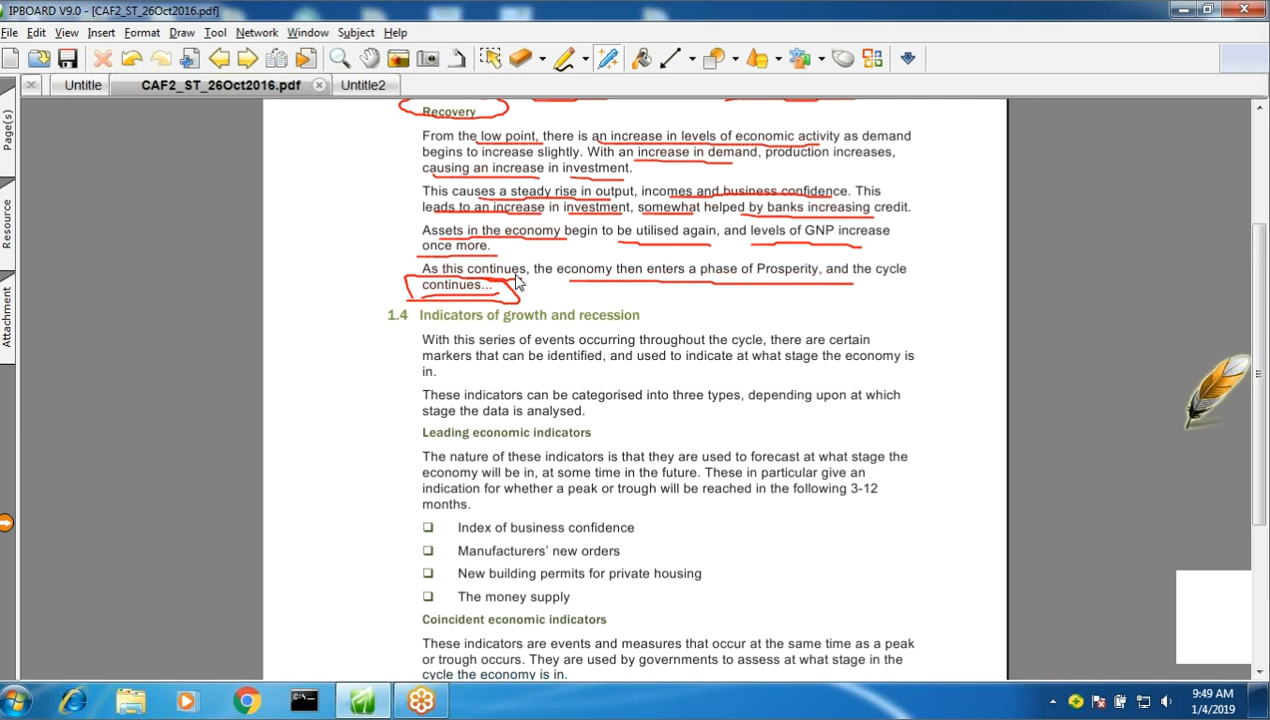 IPBOARD V9.0 - [CAF2_ST_26Oct2016.pdf]
File Edit View Insert Format Draw Tool Network Window Subject Help
Untitle CAF2_ST_26Oct2016.pdf Untitle2
Page(s)
Resource
Attachment
Recovery
From the low point, there is an increase in levels of economic activity as demand
begins to increase slightly. With an increase in demand, production increases,
causing an increase in investment.
This causes a steady rise in output, incomes and business confidence. This
leads to an increase in investment, somewhat helped by banks increasing credit.
Assets in the economy begin to be utilised again, and levels of GNP increase
once more.
As this continues, the economy then enters a phase of Prosperity, and the cycle
continues...
1.4 Indicators of growth and recession
With this series of events occurring throughout the cycle, there are certain
markers that can be identified, and used to indicate at what stage the economy is
in.
These indicators can be categorised into three types, depending upon at which
stage the data is analysed.
Leading economic indicators
The nature of these indicators is that they are used to forecast at what stage the
economy will be in, at some time in the future. These in particular give an
indication for whether a peak or trough will be reached in the following 3-12
months.
Index of business confidence
Manufacturers' new orders
New building permits for private housing
The money supply
Coincident economic indicators
These indicators are events and measures that occur at the same time as a peak
or trough occurs. They are used by governments to assess at what stage in the
cycle the economy is in.
9:49 AM
1/4/2019